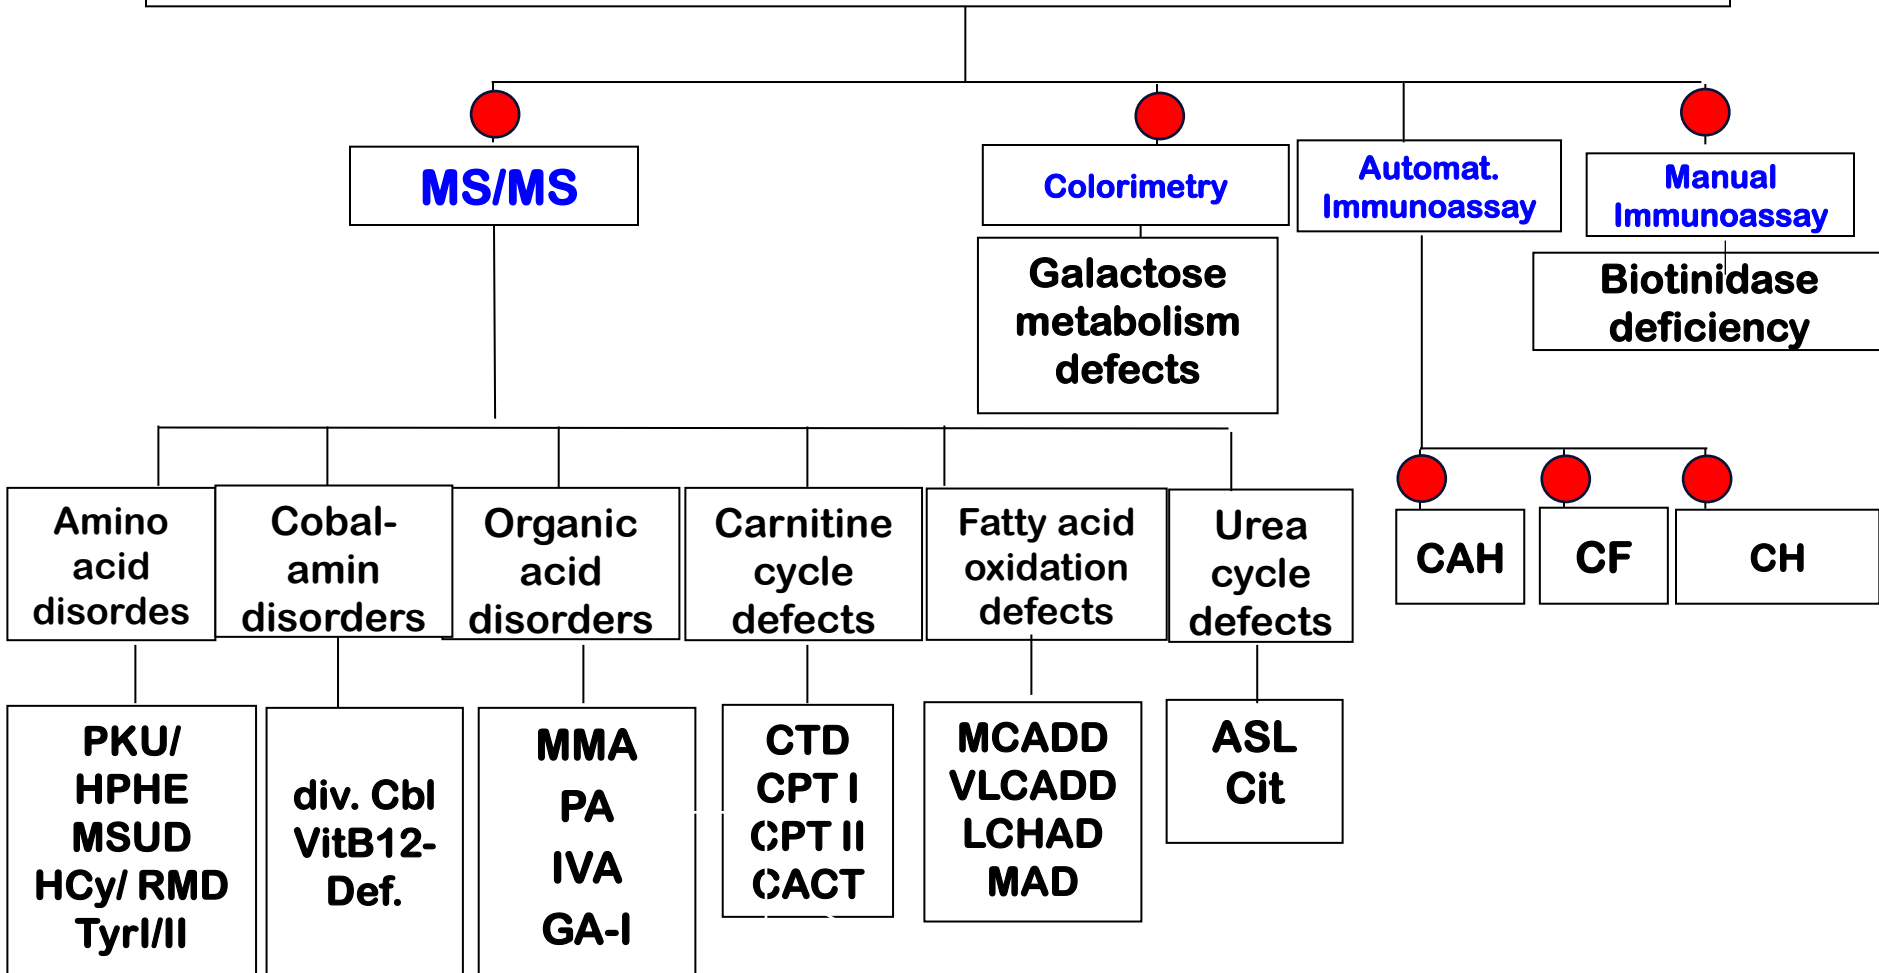 MS/MS
Colorimetry
Automat.
Immunoassay
Manual
Immunoassay
Galactose
metabolism
defects
Biotinidase
deficiency
Amino
acid
disordes
Cobal-
amin
disorders
Organic
acid
disorders
Carnitine
cycle
defects
Fatty acid
oxidation
defects
Urea
cycle
defects
CAH
CF
CH
PKU/
HPHE
MSUD
HCy/ RMD
TyrI/II
div. Cbl
VitB12-
Def.
MMA
PA
IVA
GA-I
CTD
CPT I
CPT II
CACT
MCADD
VLCADD
LCHAD
MAD
ASL
Cit